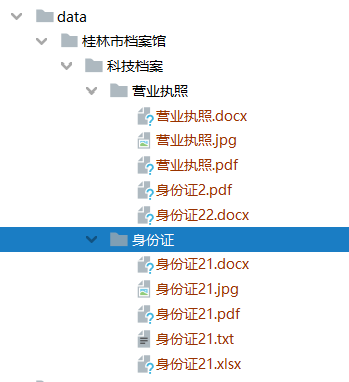 data
桂林市档案馆
科技档案
营业执照
营业执照.docx
营业执照.jpg
营业执照.pdf
身份证2.pdf
身份证22.docx
身份证
身份证21.docx
身份证21.jpg
身份证21.pdf
身份证21.txt
身份证21.xlsx